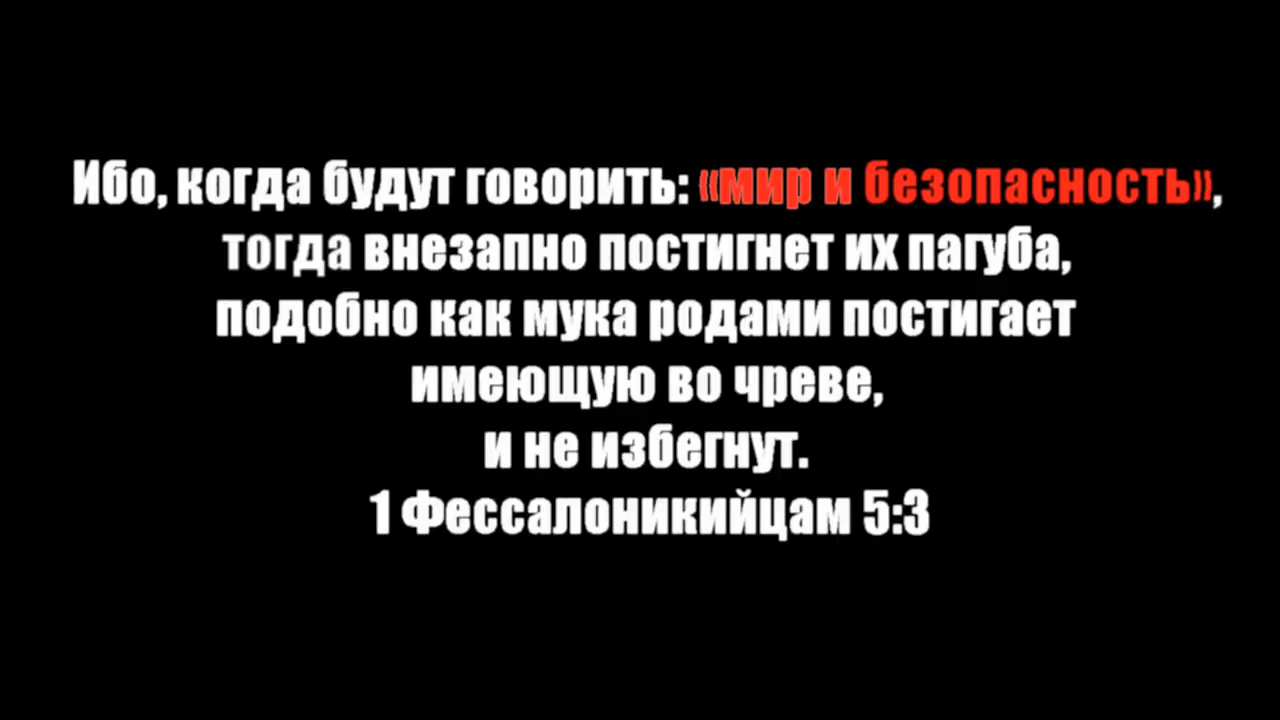 Ибо, когда будут говорить: «мир и безопасность»,
тогда внезапно постигнет их пагуба,
подобно как мука родами постигает
имеющую во чреве,
и не избегнут.
1 Фессалоникийцам 5:3